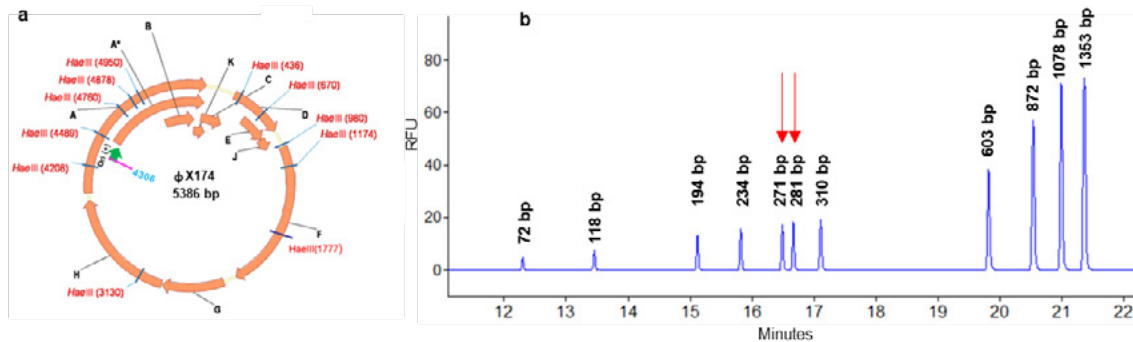 a
B
A*
K
HaeIII (4950)
HaeIII (4878)
HaeIII (4760)
A
HaeIII (4489)
HaeIII (4208)
HaeIII (436)
C
HaeIII (670)
D
HaeIII (980)
HaeIII (1174)
E
J
4306
ϕ X174
5386 bp
F
HaeIII(1777)
H
HaeIII (3130)
G
b
RFU
80
60
40
20
0
72 bp
118 bp
194 bp
234 bp
271 bp
281 bp
310 bp
603 bp
872 bp
1078 bp
1353 bp
12 13 14 15 16 17 18 19 20 21 22
Minutes